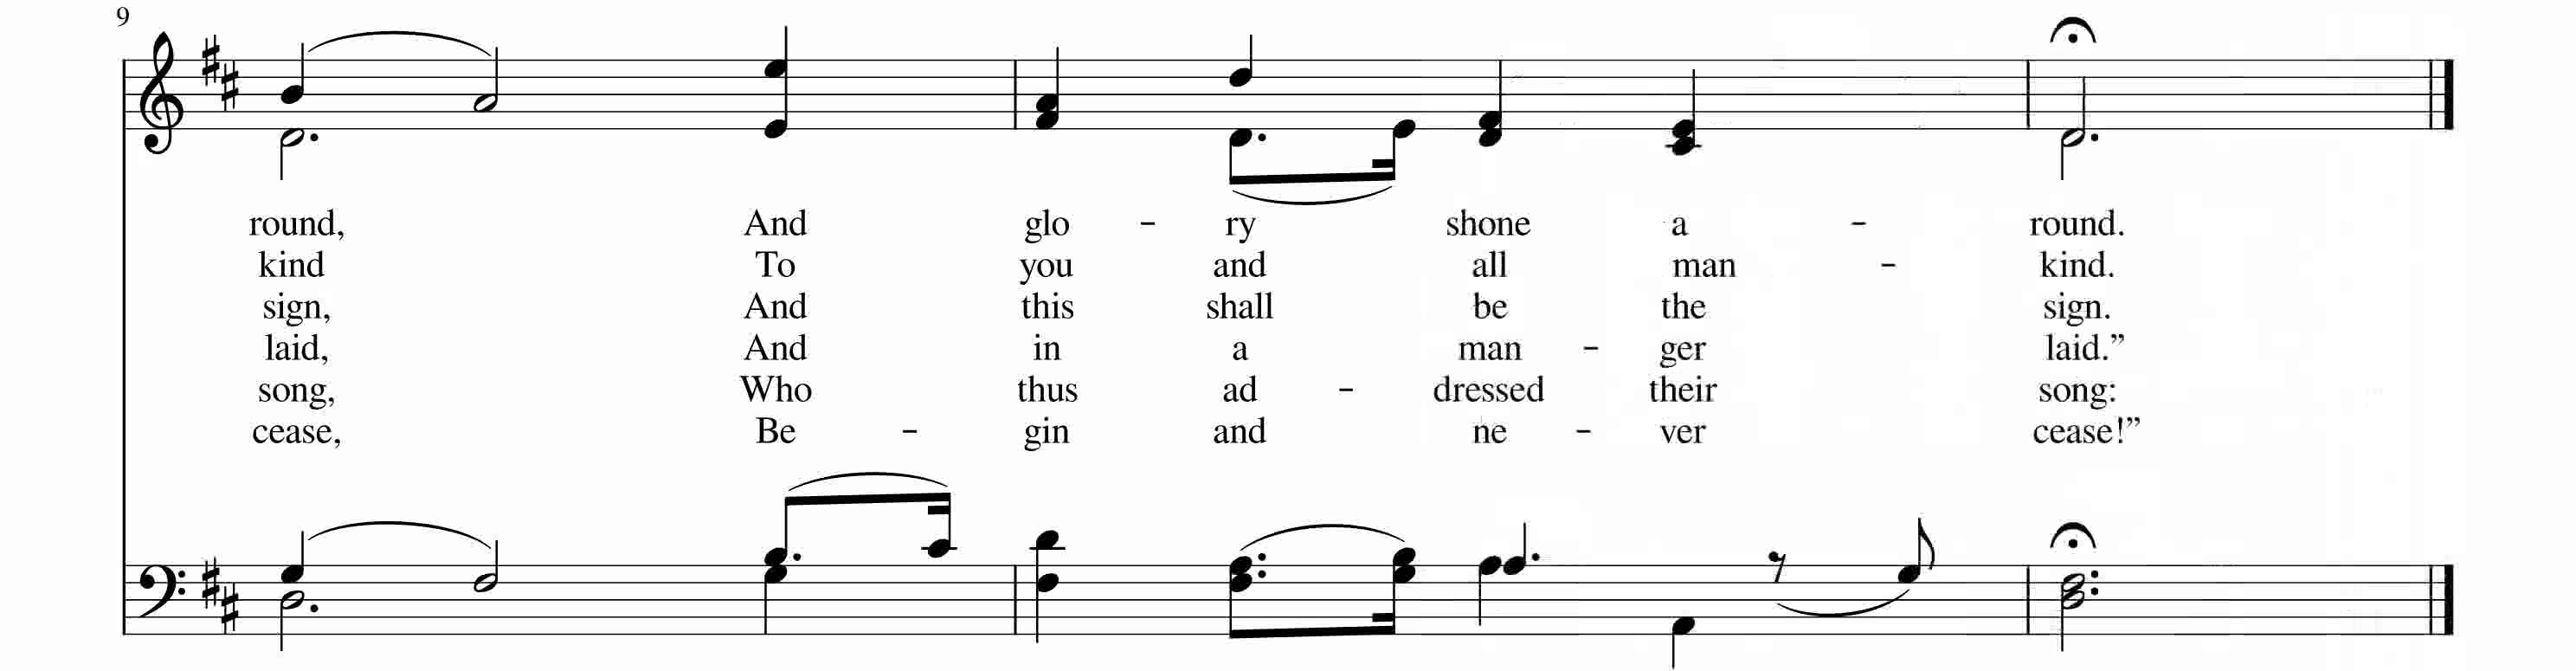 9
round, And glo - ry shone a - round.
kind To you and all man - kind.
sign, And this shall be the sign.
laid, And in a man - ger laid.”
song, Who thus ad - dressed their song:
cease, Be - gin and ne - ver cease!”